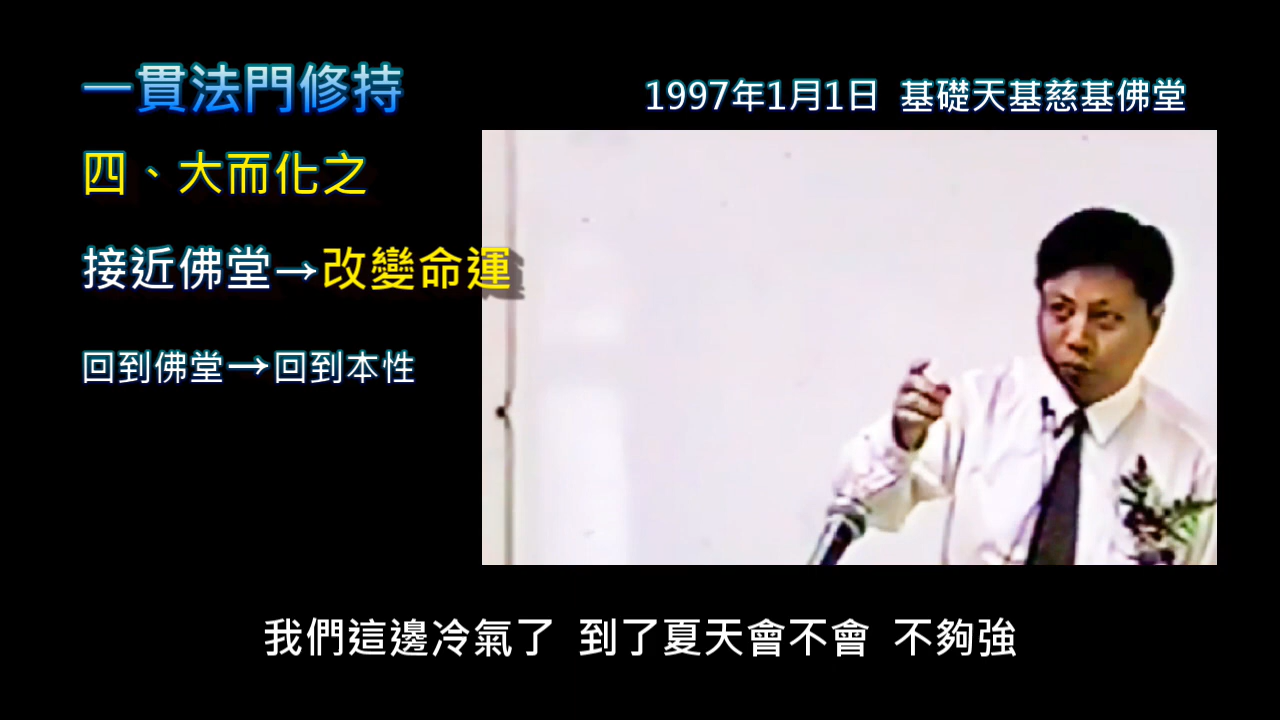 一貫法門修持
1997年1月1日 基礎天基慈基佛堂
四、大而化之
接近佛堂→改變命運
回到佛堂→回到本性
我們這邊冷氣了 到了夏天會不會 不夠強